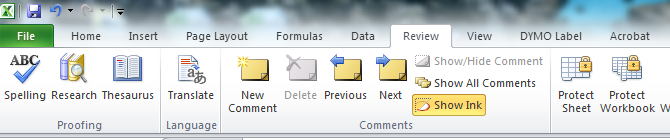 File Home Insert Page Layout Formulas Data Review View DYMO Label Acrobat
ABC
Spelling Research Thesaurus Translate New Comment Delete Previous Next
Show/Hide Comment
Show All Comments
Show Ink
Protect Sheet Protect Workbook
Proofing Language Comments